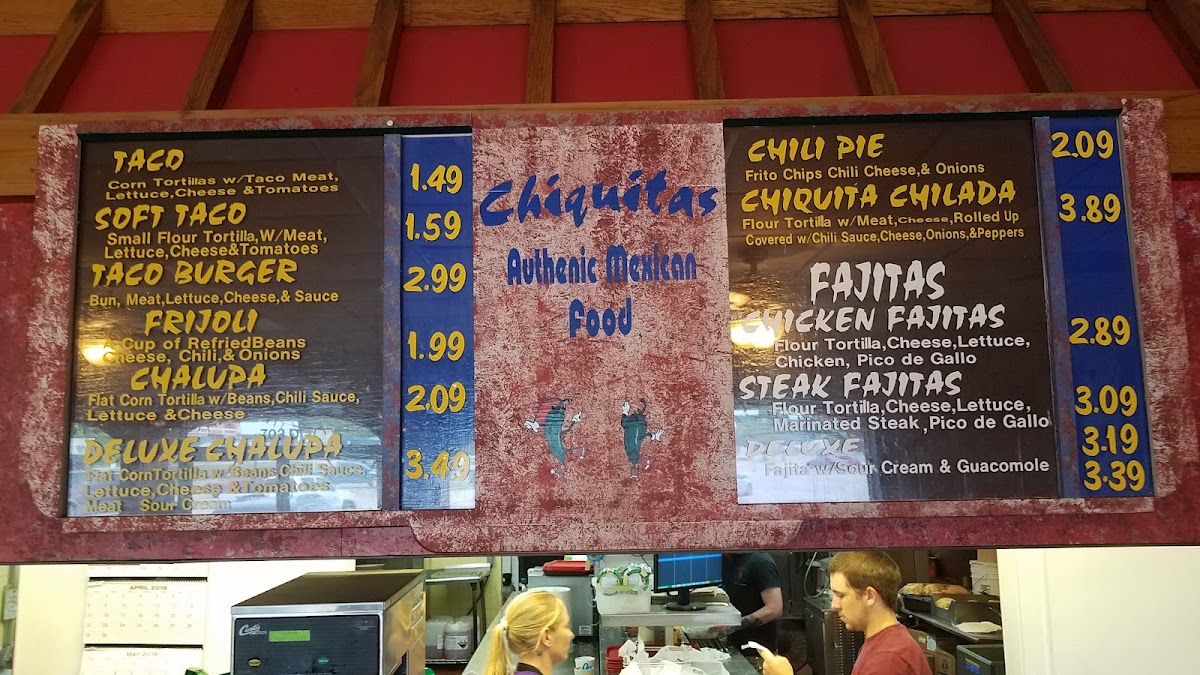 TACO 1.49
Corn Tortillas w/Taco Meat,
Lettuce,Cheese &Tomatoes
SOFT TACO 1.59
Small Flour Tortilla,W/Meat,
Lettuce,Cheese&Tomatoes
TACO BURGER 2.99
Bun, Meat,Lettuce,Cheese,& Sauce
FRIJOLI 1.99
A Cup of RefriedBeans
Cheese, Chili,& Onions
CHALUPA 2.09
Flat Corn Tortilla w/Beans,Chili Sauce,
Lettuce &Cheese
DELUXE CHALUPA 3.49
Flat CornTortilla w/Beans,Chili Sauce,
Lettuce,Cheese &Tomatoes
Meat Sour Cream
Chiquitas
Authenic Mexican
Food
CHILI PIE 2.09
Frito Chips Chili Cheese,& Onions
CHIQUITA CHILADA 3.89
Flour Tortilla w/Meat,Cheese,Rolled Up
Covered w/Chili Sauce,Cheese,Onions,&Peppers
FAJITAS
CHICKEN FAJITAS 2.89
Flour Tortilla,Cheese,Lettuce,
Chicken, Pico de Gallo
STEAK FAJITAS 3.09
Flour Tortilla,Cheese,Lettuce,
Marinated Steak,Pico de Gallo
DELUXE 3.19
Fajita w/Sour Cream & Guacomole 3.39
APRIL 2018
MAY 2018
Curtis